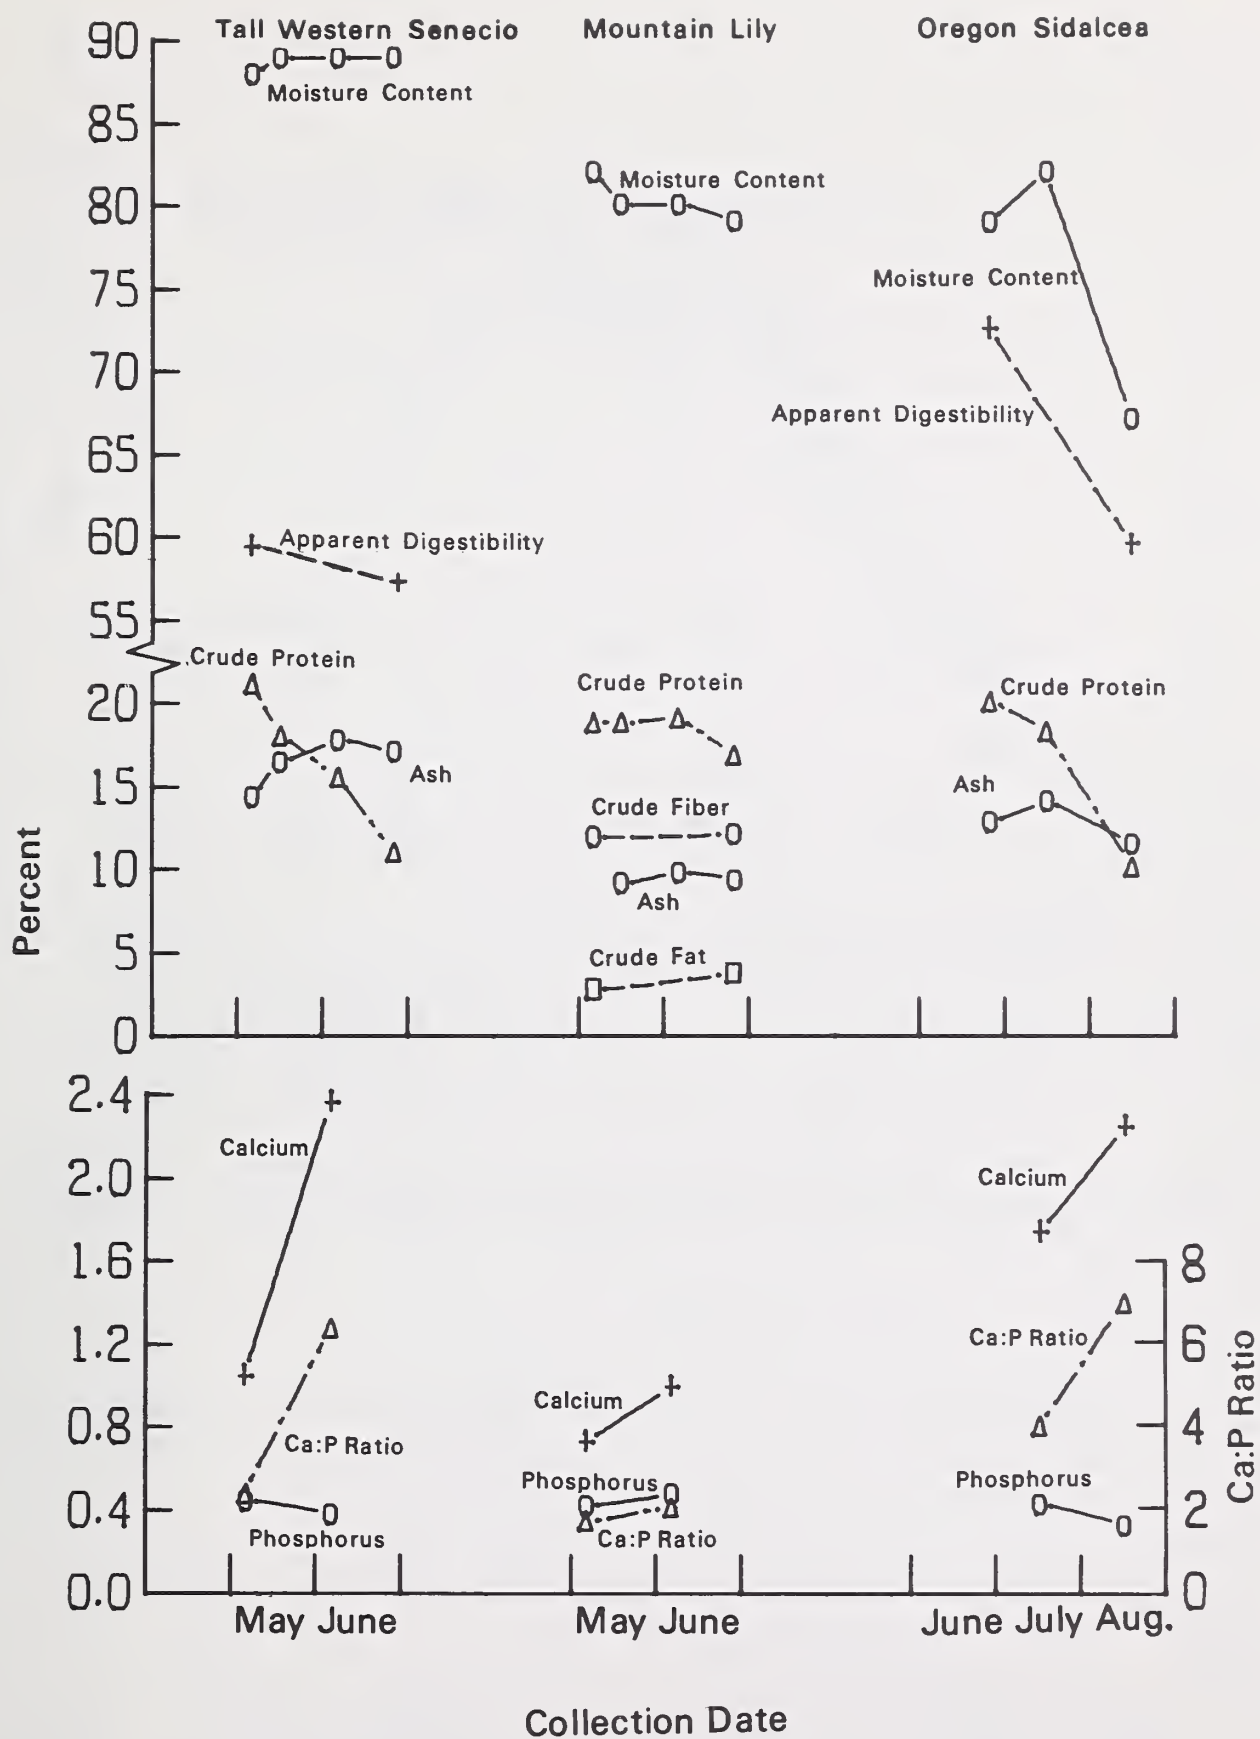 Tall Western Senecio
Mountain Lily
Oregon Sidalcea
90
85
80
75
70
65
60
55
20
15
10
5
0
Percent
Moisture Content
Apparent Digestibility
Crude Protein
Ash
Moisture Content
Crude Protein
Crude Fiber
Ash
Crude Fat
Moisture Content
Apparent Digestibility
Crude Protein
Ash
2.4
2.0
1.6
1.2
0.8
0.4
0.0
Calcium
Ca:P Ratio
Phosphorus
Calcium
Phosphorus
Ca:P Ratio
Calcium
Ca:P Ratio
Phosphorus
8
6
4
2
0
Ca:P Ratio
May June
May June
June July Aug.
Collection Date